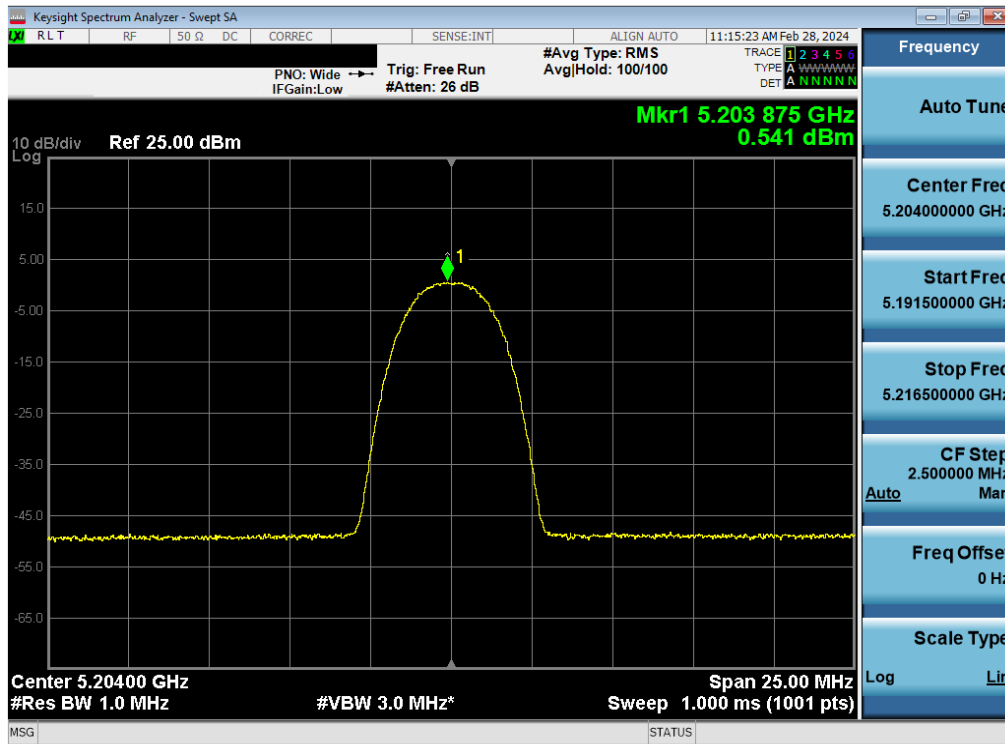 Keysight Spectrum Analyzer - Swept SA
LXI RLT RF 50 Ω DC CORREC SENSE:INT ALIGN AUTO 11:15:23 AM Feb 28, 2024
PNO: Wide
IFGain:Low
Trig: Free Run
#Atten: 26 dB
#Avg Type: RMS
Avg|Hold: 100/100
TRACE 1 2 3 4 5 6
TYPE A WWWWW
DET A N N N N N
Mkr1 5.203 875 GHz
0.541 dBm
10 dB/div Ref 25.00 dBm
Log
15.0
5.00
-5.00
-15.0
-25.0
-35.0
-45.0
-55.0
-65.0
1
Center 5.20400 GHz Span 25.00 MHz
#Res BW 1.0 MHz #VBW 3.0 MHz* Sweep 1.000 ms (1001 pts)
MSG STATUS
Frequency
Auto Tune
Center Freq
5.204000000 GHz
Start Freq
5.191500000 GHz
Stop Freq
5.216500000 GHz
CF Step
2.500000 MHz
Auto Man
Freq Offset
0 Hz
Scale Type
Log Lin